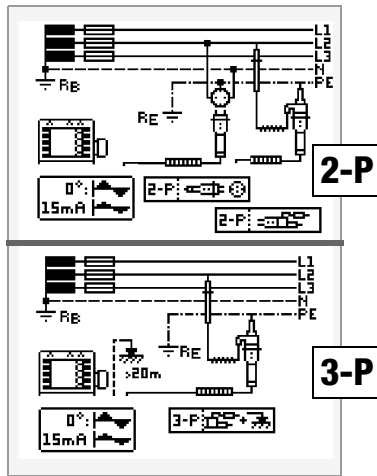 L1
L2
L3
N
PE
RB
RE
2-P
0°:
15mA
2-P
2-P
L1
L2
L3
N
PE
RB
RE
>20m
3-P
0°:
3-P +
15mA